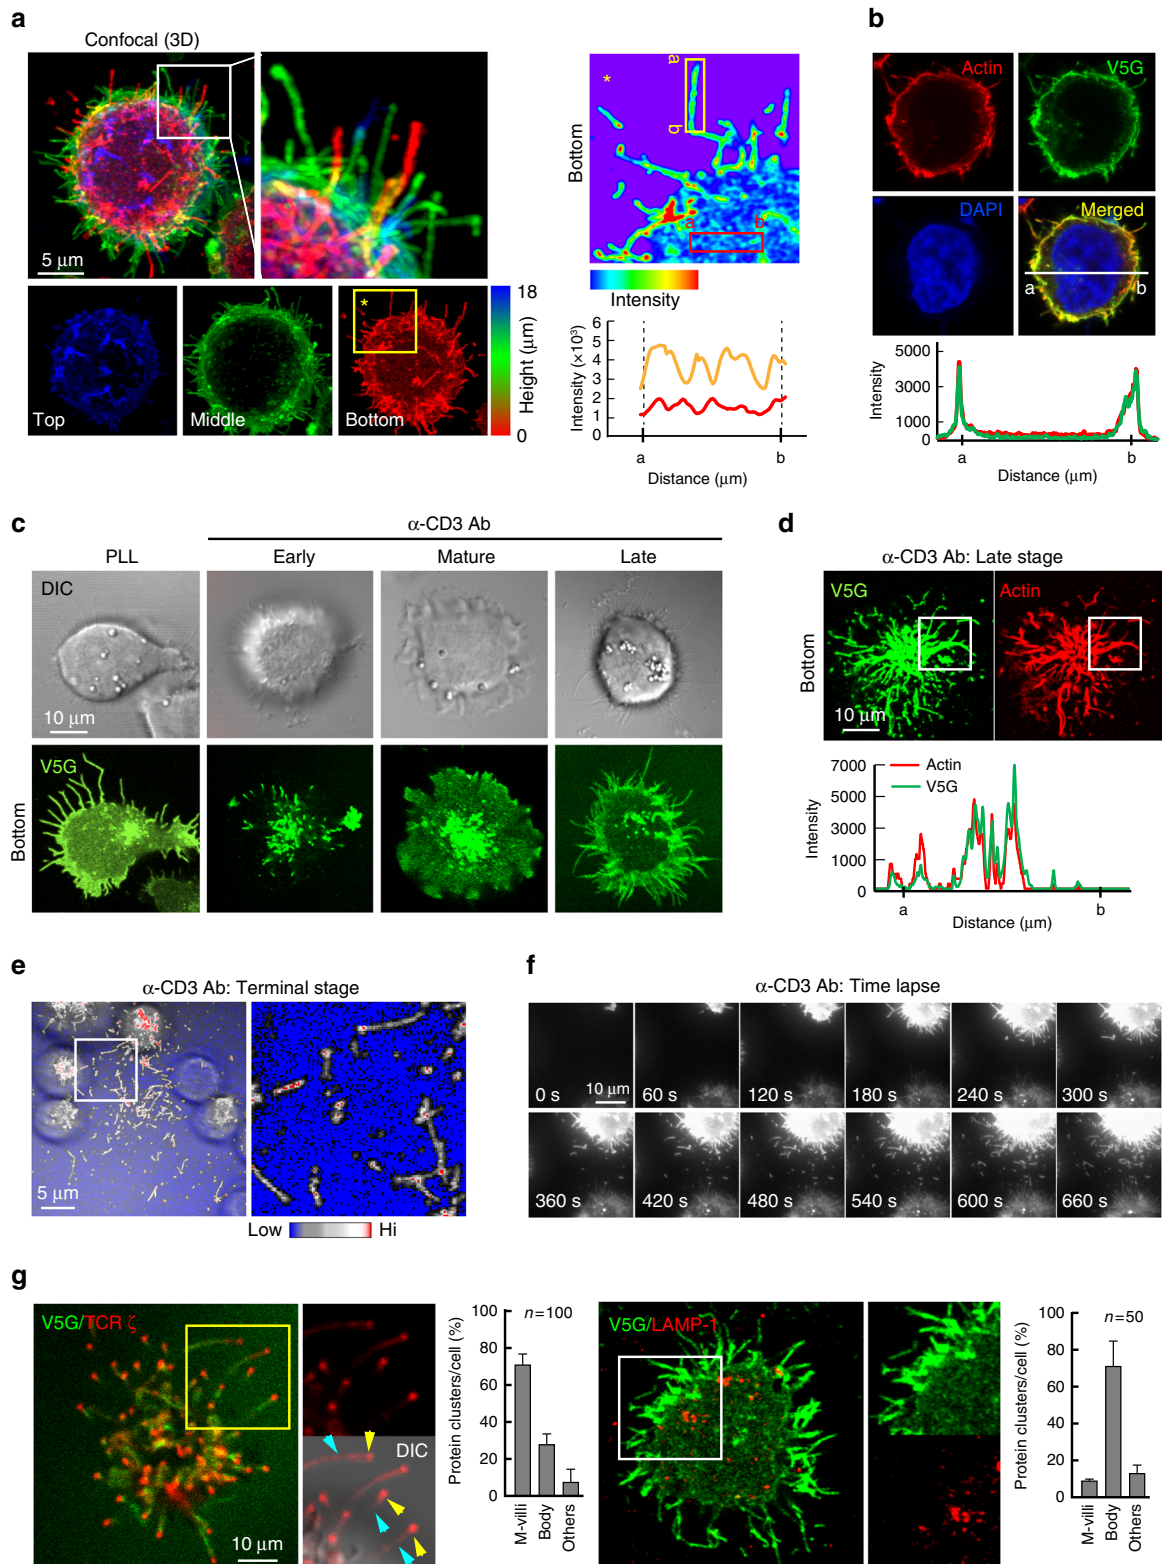 a
Confocal (3D)
5 μm
Top
Middle
Bottom
*
18
Height (μm)
0
Bottom
*
a
b
a
b
Intensity
Intensity (×10³)
6
5
4
3
2
1
0
a
b
Distance (μm)
b
Actin
V5G
DAPI
Merged
a
b
Intensity
5000
3000
1000
0
a
b
Distance (μm)
c
α-CD3 Ab
PLL
Early
Mature
Late
DIC
10 μm
V5G
Bottom
d
α-CD3 Ab: Late stage
V5G
Actin
Bottom
10 μm
Actin
V5G
Intensity
7000
5000
3000
1000
0
a
b
Distance (μm)
e
α-CD3 Ab: Terminal stage
5 μm
Low
Hi
f
α-CD3 Ab: Time lapse
0 s
10 μm
60 s
120 s
180 s
240 s
300 s
360 s
420 s
480 s
540 s
600 s
660 s
g
V5G/TCR ζ
10 μm
DIC
Protein clusters/cell (%)
n=100
100
80
60
40
20
0
M-villi
Body
Others
V5G/LAMP-1
Protein clusters/cell (%)
n=50
100
80
60
40
20
0
M-villi
Body
Others